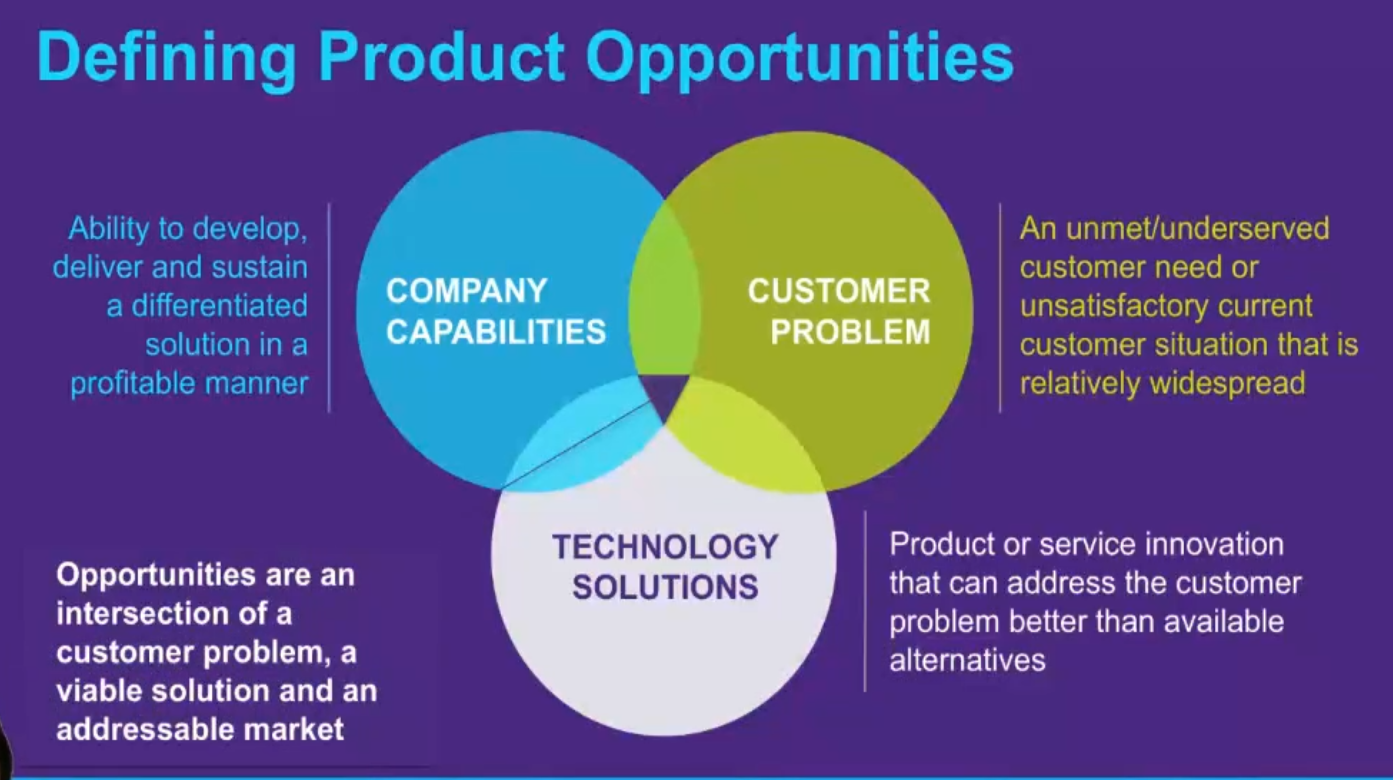 Defining Product Opportunities
Ability to develop,
deliver and sustain
a differentiated
solution in a
profitable manner
COMPANY
CAPABILITIES
CUSTOMER
PROBLEM
An unmet/underserved
customer need or
unsatisfactory current
customer situation that is
relatively widespread
TECHNOLOGY
SOLUTIONS
Product or service innovation
that can address the customer
problem better than available
alternatives
Opportunities are an
intersection of a
customer problem, a
viable solution and an
addressable market